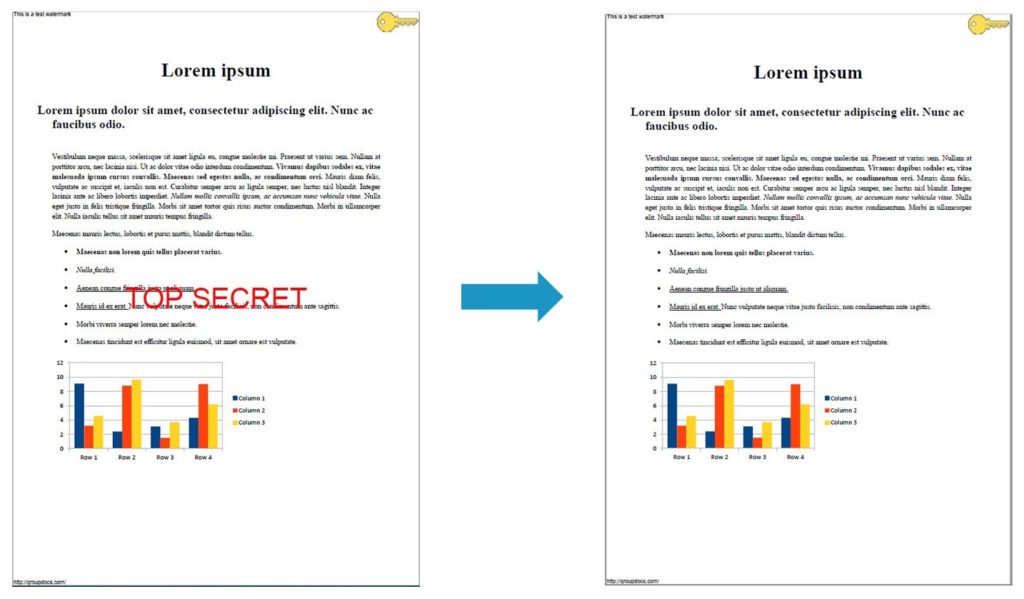 This is a test watermark
Lorem ipsum
Lorem ipsum dolor sit amet, consectetur adipiscing elit. Nunc ac
faucibus odio.
Vestibulum neque massa, scelerisque sit amet ligula eu, congue molestie mi. Praesent ut varius sem. Nullam at
porttitor arcu, nec lacinia nisi. Ut ac dolor vitae odio interdum condimentum. Vivamus dapibus sodales ex, vitae
malesuada ipsum cursus convallis. Maecenas sed egestas nulla, ac condimentum orci. Mauris diam felis,
vulputate ac suscipit et, iaculis non est. Curabitur semper arcu ac ligula semper, nec luctus nisl blandit. Integer
lacinia ante ac libero lobortis imperdiet. Nullam mollis convallis ipsum, ac accumsan nunc vehicula vitae. Nulla
eget justo in felis tristique fringilla. Morbi sit amet tortor quis risus auctor condimentum. Morbi in ullamcorper
elit. Nulla iaculis tellus sit amet mauris tempus fringilla.
Maecenas mauris lectus, lobortis et purus mattis, blandit dictum tellus.
• Maecenas non lorem quis tellus placerat varius.
• Nulla facilisi.
• Aenean congue fringilla justo ut aliquam.
TOP SECRET
• Mauris id ex erat. Nunc vulputate neque vitae justo facilisis, non condimentum ante sagittis.
• Morbi viverra semper lorem nec molestie.
• Maecenas tincidunt est efficitur ligula euismod, sit amet ornare est vulputate.
12
10
8
6
4
2
0
Row 1 Row 2 Row 3 Row 4
Column 1
Column 2
Column 3
http://groupdocs.com/
This is a test watermark
Lorem ipsum
Lorem ipsum dolor sit amet, consectetur adipiscing elit. Nunc ac
faucibus odio.
Vestibulum neque massa, scelerisque sit amet ligula eu, congue molestie mi. Praesent ut varius sem. Nullam at
porttitor arcu, nec lacinia nisi. Ut ac dolor vitae odio interdum condimentum. Vivamus dapibus sodales ex, vitae
malesuada ipsum cursus convallis. Maecenas sed egestas nulla, ac condimentum orci. Mauris diam felis,
vulputate ac suscipit et, iaculis non est. Curabitur semper arcu ac ligula semper, nec luctus nisl blandit. Integer
lacinia ante ac libero lobortis imperdiet. Nullam mollis convallis ipsum, ac accumsan nunc vehicula vitae. Nulla
eget justo in felis tristique fringilla. Morbi sit amet tortor quis risus auctor condimentum. Morbi in ullamcorper
elit. Nulla iaculis tellus sit amet mauris tempus fringilla.
Maecenas mauris lectus, lobortis et purus mattis, blandit dictum tellus.
• Maecenas non lorem quis tellus placerat varius.
• Nulla facilisi.
• Aenean congue fringilla justo ut aliquam.
• Mauris id ex erat. Nunc vulputate neque vitae justo facilisis, non condimentum ante sagittis.
• Morbi viverra semper lorem nec molestie.
• Maecenas tincidunt est efficitur ligula euismod, sit amet ornare est vulputate.
12
10
8
6
4
2
0
Row 1 Row 2 Row 3 Row 4
Column 1
Column 2
Column 3
http://groupdocs.com/